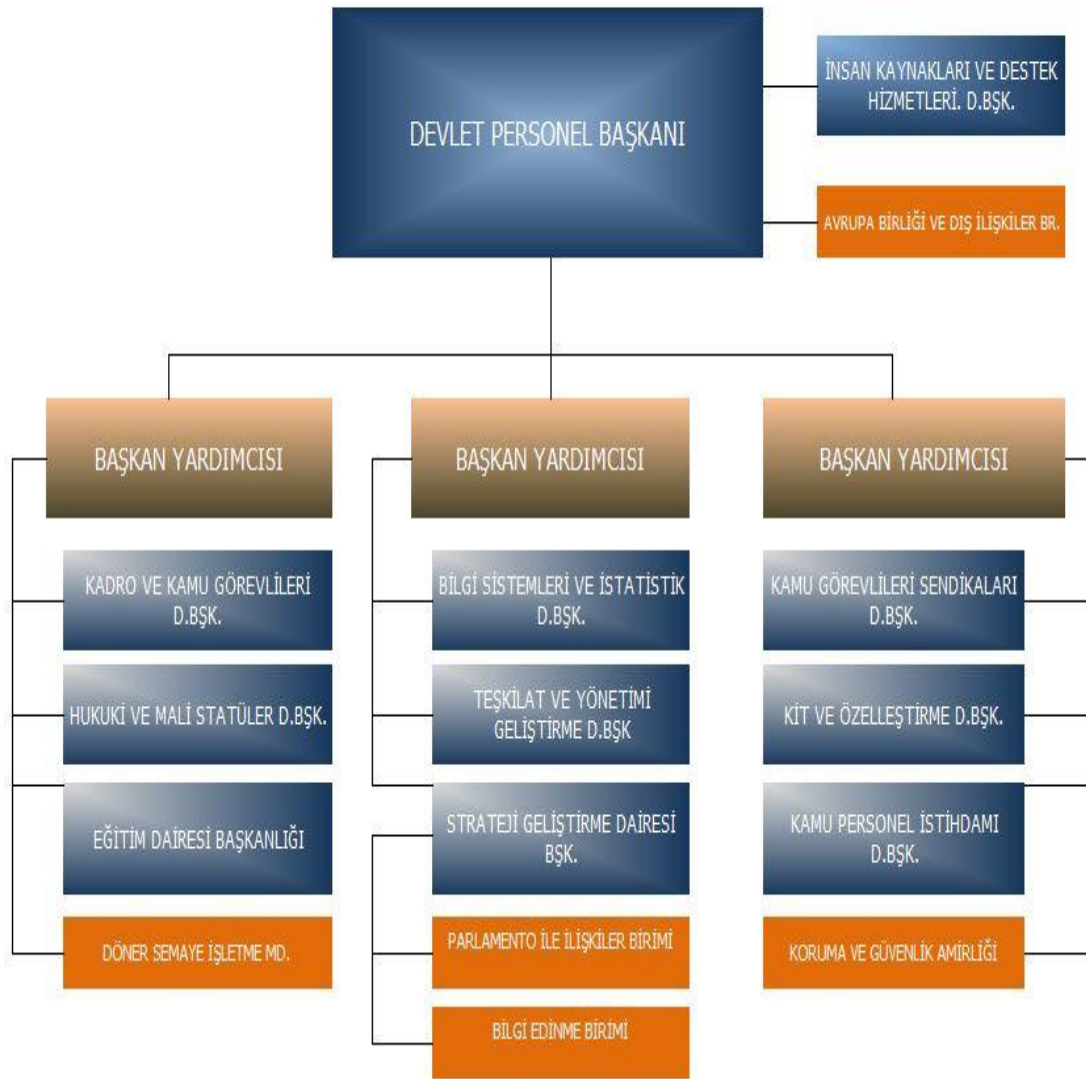 DEVLET PERSONEL BAŞKANI
İNSAN KAYNAKLARI VE DESTEK
HİZMETLERİ. D.BŞK.
AVRUPA BİRLİĞİ VE DIŞ İLİŞKİLER BR.
BAŞKAN YARDIMCISI
KADRO VE KAMU GÖREVLİLERİ
D.BŞK.
HUKUKİ VE MALİ STATÜLER D.BŞK.
EĞİTİM DAİRESİ BAŞKANLIĞI
DÖNER SEMAYE İŞLETME MD.
BAŞKAN YARDIMCISI
BİLGİ SİSTEMLERİ VE İSTATİSTİK
D.BŞK.
TEŞKİLAT VE YÖNETİMİ
GELİŞTİRME D.BŞK
STRATEJİ GELİŞTİRME DAİRESİ
BŞK.
PARLAMENTO İLE İLİŞKİLER BİRİMİ
BİLGİ EDİNME BİRİMİ
BAŞKAN YARDIMCISI
KAMU GÖREVLİLERİ SENDİKALARI
D.BŞK.
KİT VE ÖZELLEŞTİRME D.BŞK.
KAMU PERSONEL İSTİHDAMI
D.BŞK.
KORUMA VE GÜVENLİK AMİRLİĞİ